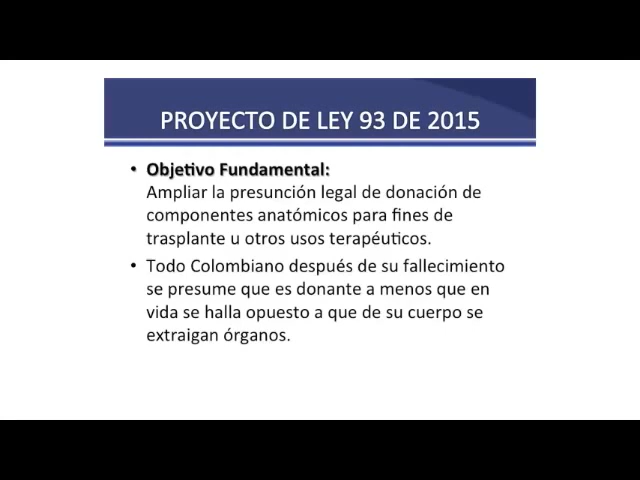 PROYECTO DE LEY 93 DE 2015
• Objetivo Fundamental:
Ampliar la presunción legal de donación de
componentes anatómicos para fines de
trasplante u otros usos terapéuticos.
• Todo Colombiano después de su fallecimiento
se presume que es donante a menos que en
vida se halla opuesto a que de su cuerpo se
extraigan órganos.